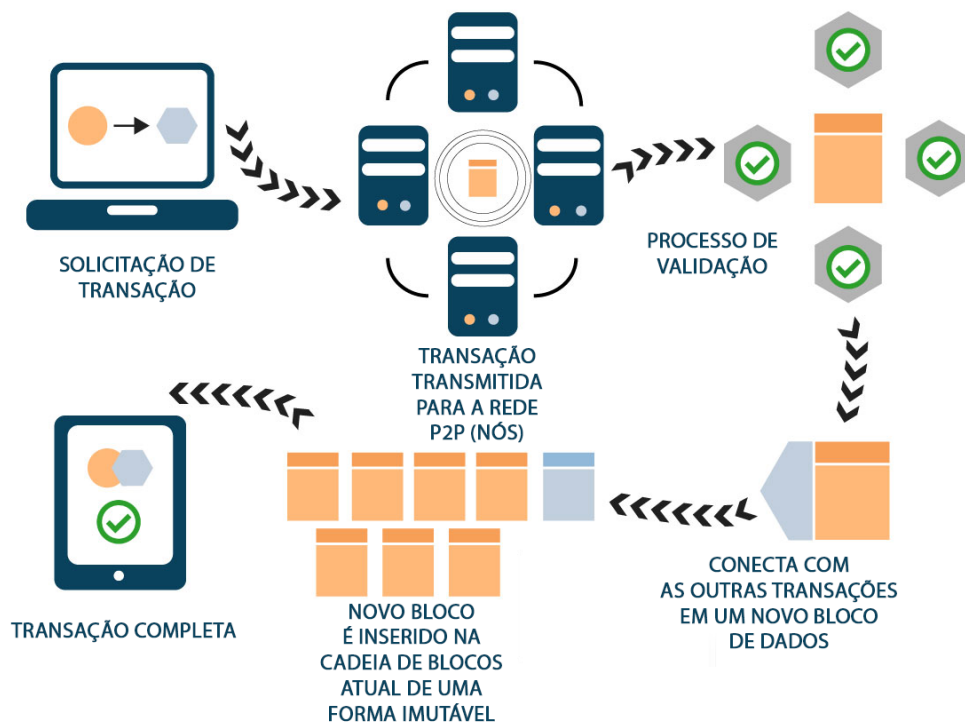 SOLICITAÇÃO DE
TRANSAÇÃO
TRANSAÇÃO
TRANSMITIDA
PARA A REDE
P2P (NÓS)
PROCESSO DE
VALIDAÇÃO
CONECTA COM
AS OUTRAS TRANSAÇÕES
EM UM NOVO BLOCO
DE DADOS
NOVO BLOCO
É INSERIDO NA
CADEIA DE BLOCOS
ATUAL DE UMA
FORMA IMUTÁVEL
TRANSAÇÃO COMPLETA